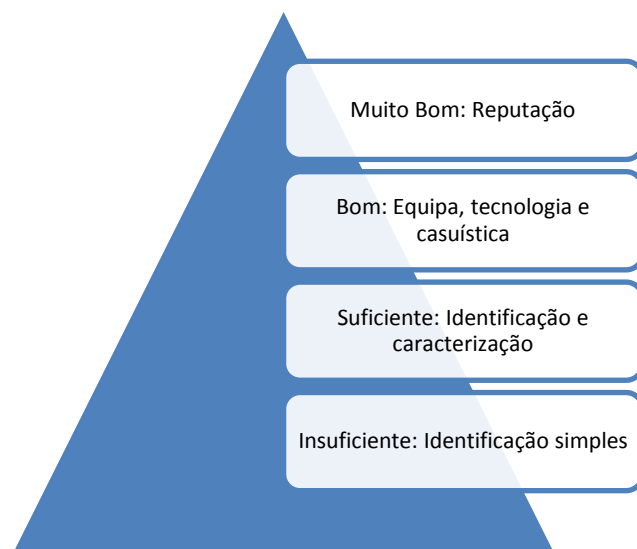 Muito Bom: Reputação
Bom: Equipa, tecnologia e
casuística
Suficiente: Identificação e
caracterização
Insuficiente: Identificação simples